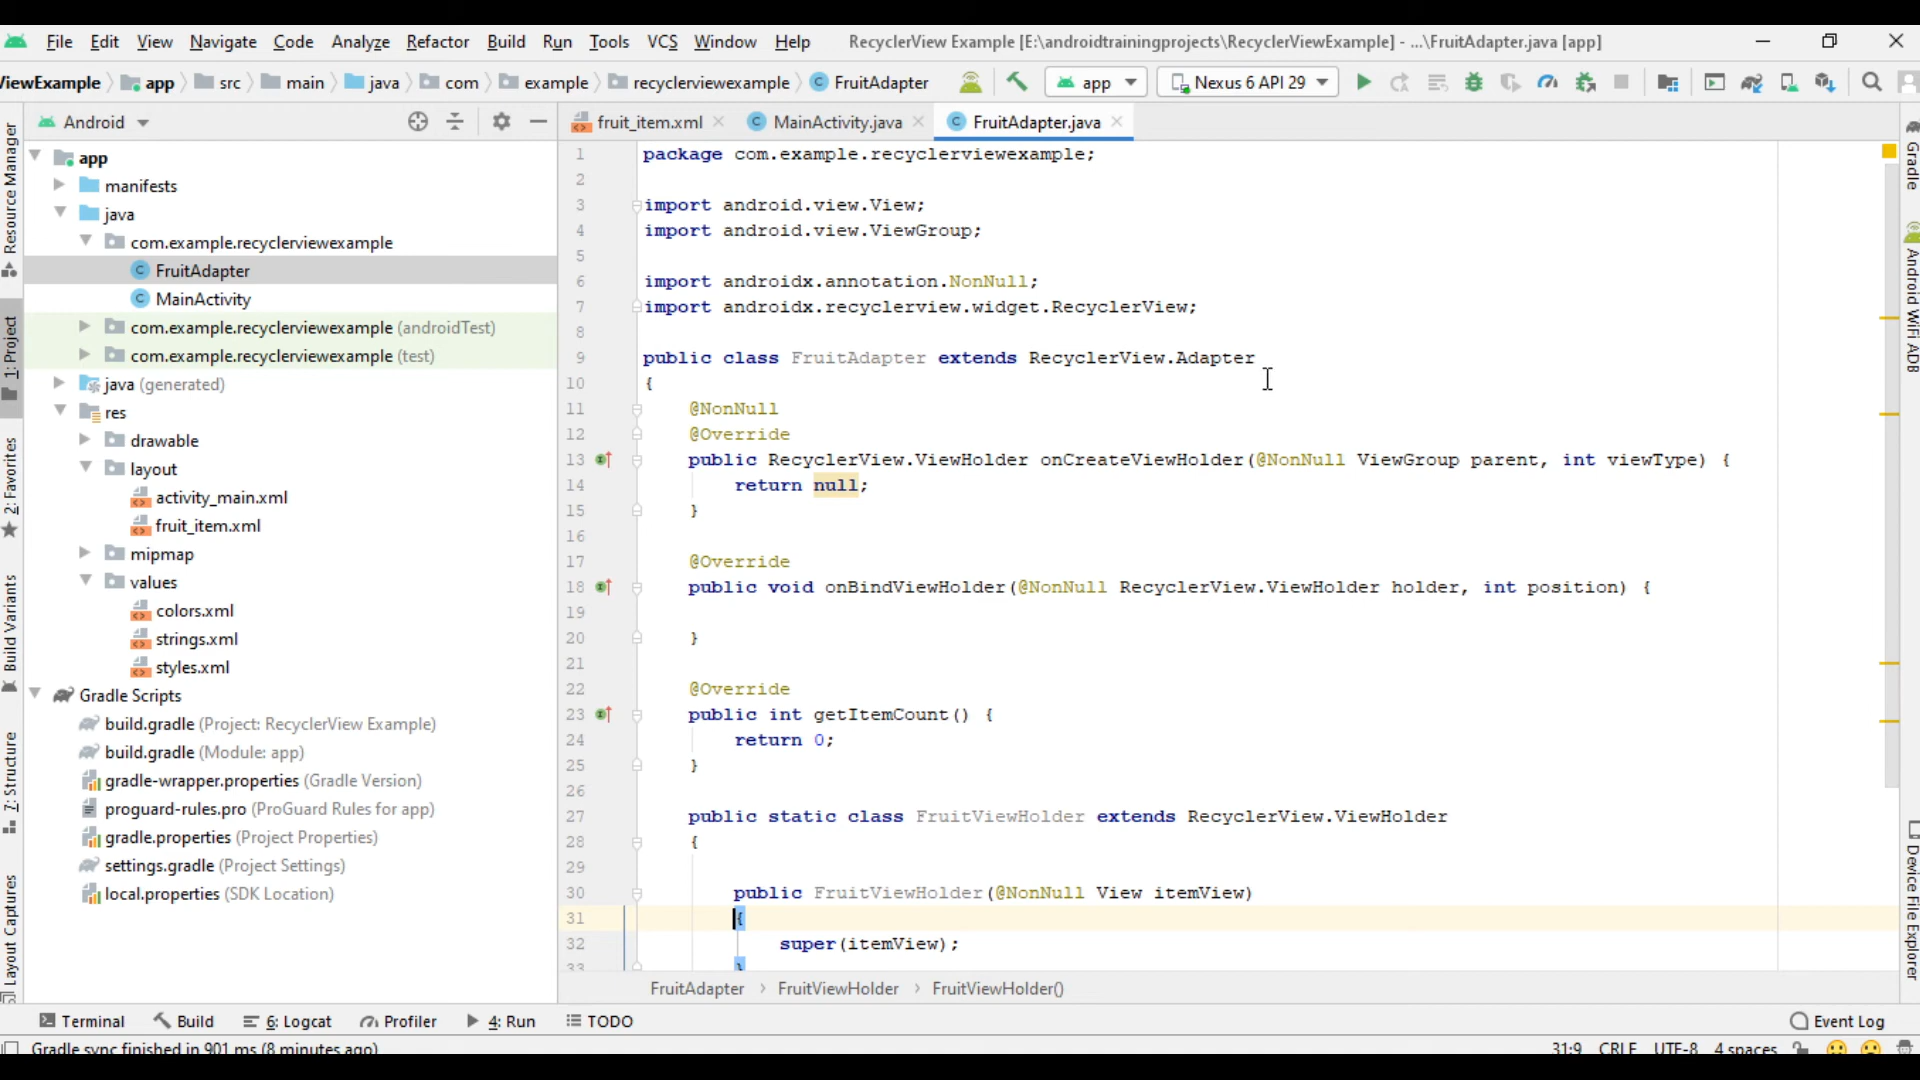 File Edit View Navigate Code Analyze Refactor Build Run Tools VCS Window Help RecyclerView Example [E:\androidtrainingprojects\RecyclerViewExample] - ...\FruitAdapter.java [app]
ViewExample app src main java com example recyclerviewexample FruitAdapter app Nexus 6 API 29
Android
fruit_item.xml MainActivity.java FruitAdapter.java
app
manifests
java
com.example.recyclerviewexample
FruitAdapter
MainActivity
com.example.recyclerviewexample (androidTest)
com.example.recyclerviewexample (test)
java (generated)
res
drawable
layout
activity_main.xml
fruit_item.xml
mipmap
values
colors.xml
strings.xml
styles.xml
Gradle Scripts
build.gradle (Project: RecyclerView Example)
build.gradle (Module: app)
gradle-wrapper.properties (Gradle Version)
proguard-rules.pro (ProGuard Rules for app)
gradle.properties (Project Properties)
settings.gradle (Project Settings)
local.properties (SDK Location)
Resource Manager
1: Project
2: Favorites
Build Variants
7: Structure
Layout Captures
1 package com.example.recyclerviewexample;
2
3 import android.view.View;
4 import android.view.ViewGroup;
5
6 import androidx.annotation.NonNull;
7 import androidx.recyclerview.widget.RecyclerView;
8
9 public class FruitAdapter extends RecyclerView.Adapter
10 {
11 @NonNull
12 @Override
13 public RecyclerView.ViewHolder onCreateViewHolder(@NonNull ViewGroup parent, int viewType) {
14 return null;
15 }
16
17 @Override
18 public void onBindViewHolder(@NonNull RecyclerView.ViewHolder holder, int position) {
19
20 }
21
22 @Override
23 public int getItemCount() {
24 return 0;
25 }
26
27 public static class FruitViewHolder extends RecyclerView.ViewHolder
28 {
29
30 public FruitViewHolder(@NonNull View itemView)
31 {
32 super(itemView);
33 }
FruitAdapter FruitViewHolder FruitViewHolder()
Gradle
Android WiFi ADB
Device File Explorer
Terminal Build 6: Logcat Profiler 4: Run TODO Event Log
Gradle sync finished in 901 ms (8 minutes ago) 31:9 CRLF UTF-8 4 spaces